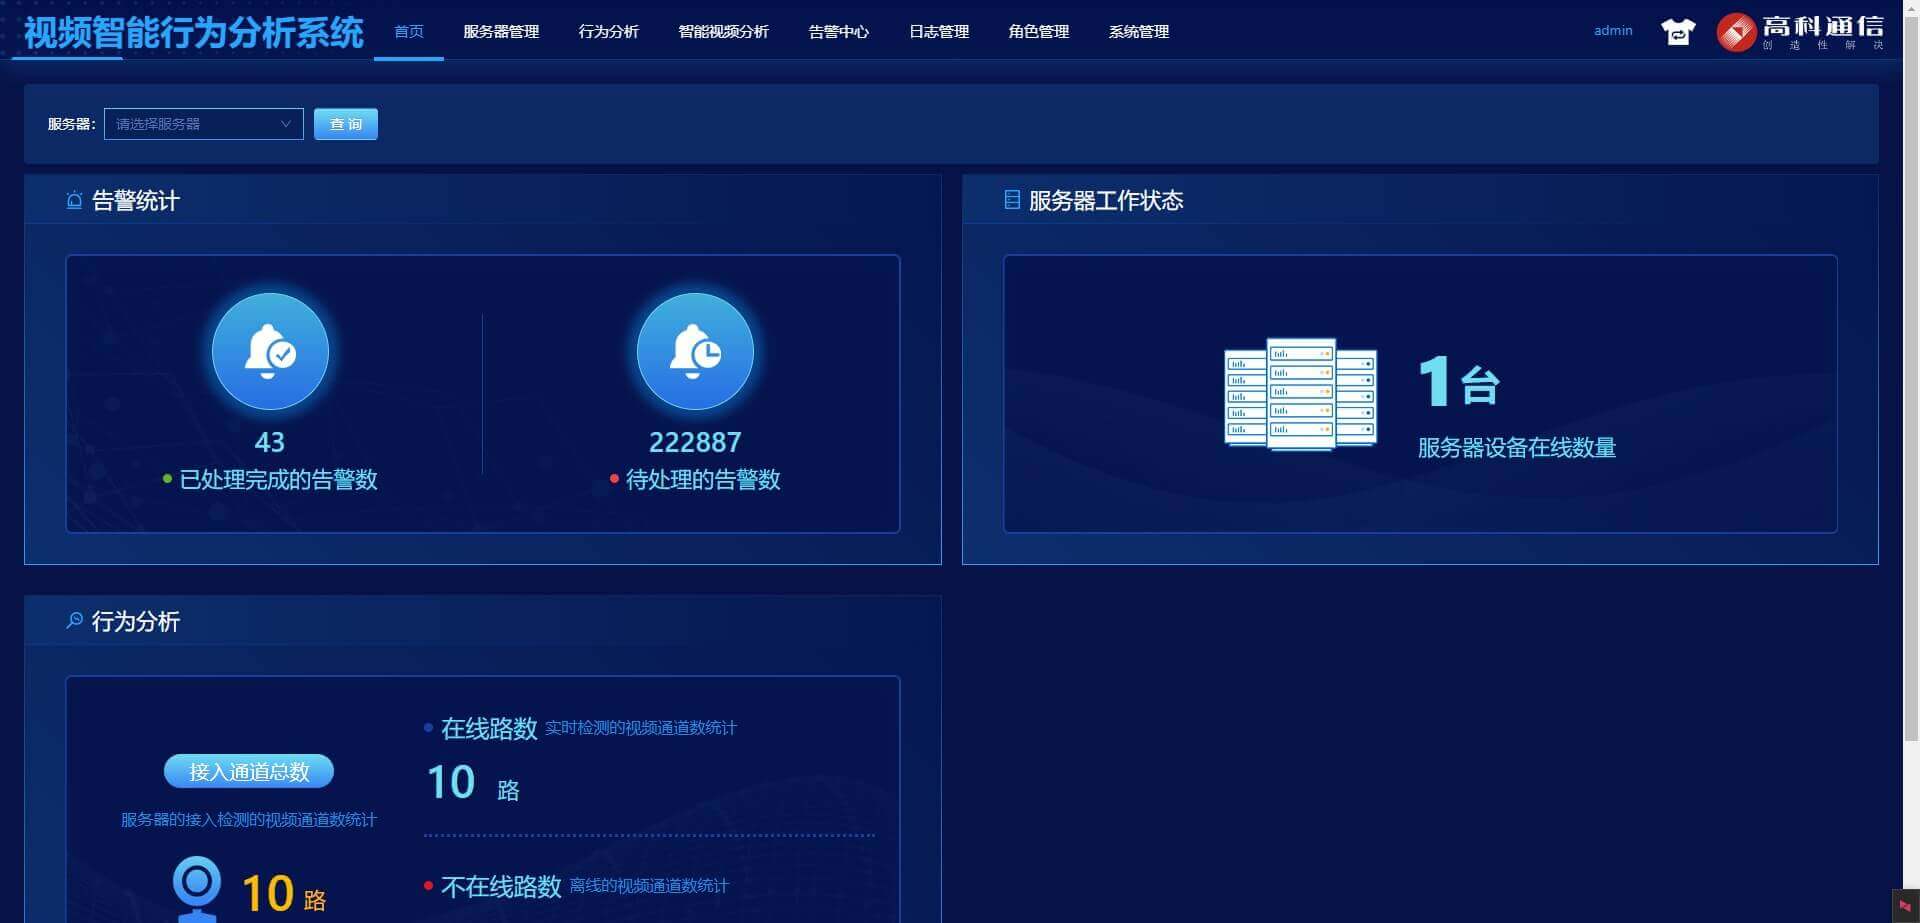 视频智能行为分析系统 首页 服务器管理 行为分析 智能视频分析 告警中心 日志管理 角色管理 系统管理 admin 高科通信
创造性解决
服务器： 请选择服务器 查 询
告警统计
43
已处理完成的告警数
222887
待处理的告警数
服务器工作状态
1台
服务器设备在线数量
行为分析
接入通道总数
服务器的接入检测的视频通道数统计
10 路
在线路数 实时检测的视频通道数统计
10 路
不在线路数 离线的视频通道数统计